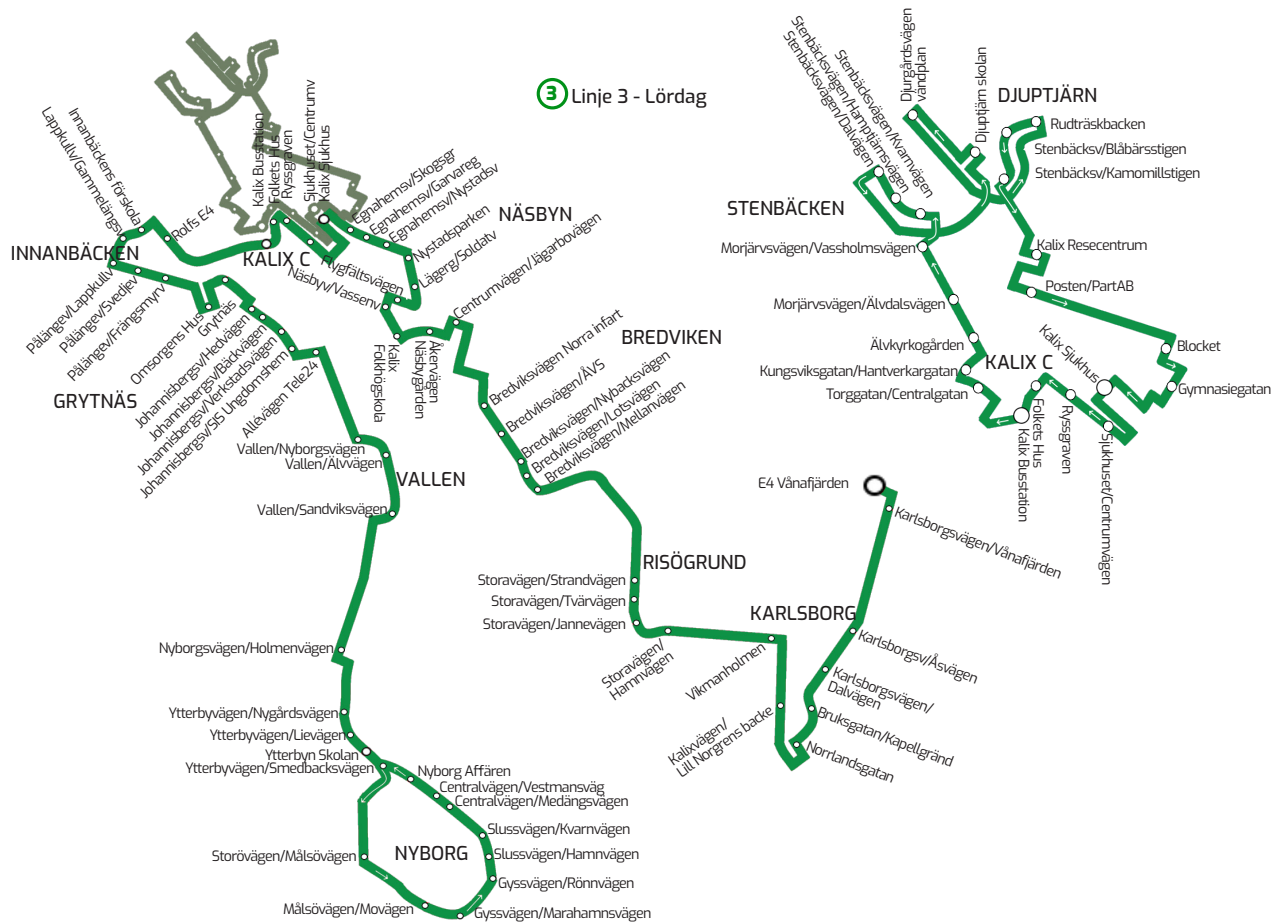 3 Linje 3 - Lördag
Innanbäckens förskola
Lappkullv/Gammelängsv
Rolfs E4
INNANBÄCKEN
Pålängev/Lappkullv
Pålängev/Svedjev
Pålängev/Frängsmyrv
GRYTNÄS
Omsorgens Hus
Grytnäs
Johannisbergs/Hedvägen
Johannisbergs/Bäckvägen
Johannisbergsv/Verkstadsvägen
Johannisbergsv/SiS Ungdomshem
Allévägen Tele24
KALIX C
Kalix Busstation
Folkets Hus
Ryssgraven
Sjukhuset/Centrumv
Kalix Sjukhus
Egnahemsv/Skogsgr
Egnahemsv/Garvareg
Egnahemsv/Nystadsv
NÄSBYN
Nystadsparken
Lägerg/Soldatv
Flygfältsvägen
Näsbyv/Vassenv
Kalix
Folkhögskola
Åkervägen
Näsbygården
Centrumvägen/Jägarbovägen
BREDVIKEN
Bredviksvägen Norra infart
Bredviksvägen/ÅVS
Bredviksvägen/Nybacksvägen
Bredviksvägen/Lotsvägen
Bredviksvägen/Mellanvägen
Vallen/Nyborgsvägen
Vallen/Älvvägen
VALLEN
Vallen/Sandviksvägen
Nyborgsvägen/Holmenvägen
Ytterbyvägen/Nygårdsvägen
Ytterbyvägen/Lievägen
Ytterbyn Skolan
Ytterbyvägen/Smedbacksvägen
Nyborg Affären
Centralvägen/Vestmansväg
Centralvägen/Medängsvägen
Slussvägen/Kvarnvägen
Slussvägen/Hamnvägen
NYBORG
Gyssvägen/Rönnvägen
Gyssvägen/Marahamnsvägen
Målsövägen/Movägen
Storövägen/Målsövägen
RISÖGRUND
Storavägen/Strandvägen
Storavägen/Tvärvägen
Storavägen/Jannevägen
Storavägen/
Hamnvägen
KARLSBORG
Vikmanholmen
Kalixvägen/
Lill Norgrens backe
Norrlandsgatan
Bruksgatan/Kapellgränd
Karlsborgsvägen/
Dalvägen
Karlsborgsv/Åsvägen
Karlsborgsvägen/Vånafjärden
E4 Vånafjärden
Stenbäcksvägen/Dalvägen
Stenbäcksvägen/Hamptjärnsvägen
Stenbäcksvägen/Kvarnvägen
Djurgårdsvägen
vändplan
Djuptjärn skolan
DJUPTJÄRN
Rudträskbacken
Stenbäcksv/Blåbärsstigen
Stenbäcksv/Kamomillstigen
STENBÄCKEN
Morjärvsvägen/Vassholmsvägen
Kalix Resecentrum
Posten/PartAB
Morjärvsvägen/Älvdalsvägen
Älvkyrkogården
Blocket
KALIX C
Kalix Sjukhus
Kungsviksgatan/Hantverkargatan
Torggatan/Centralgatan
Gymnasiegatan
Kalix Busstation
Folkets Hus
Ryssgraven
Sjukhuset/Centrumvägen